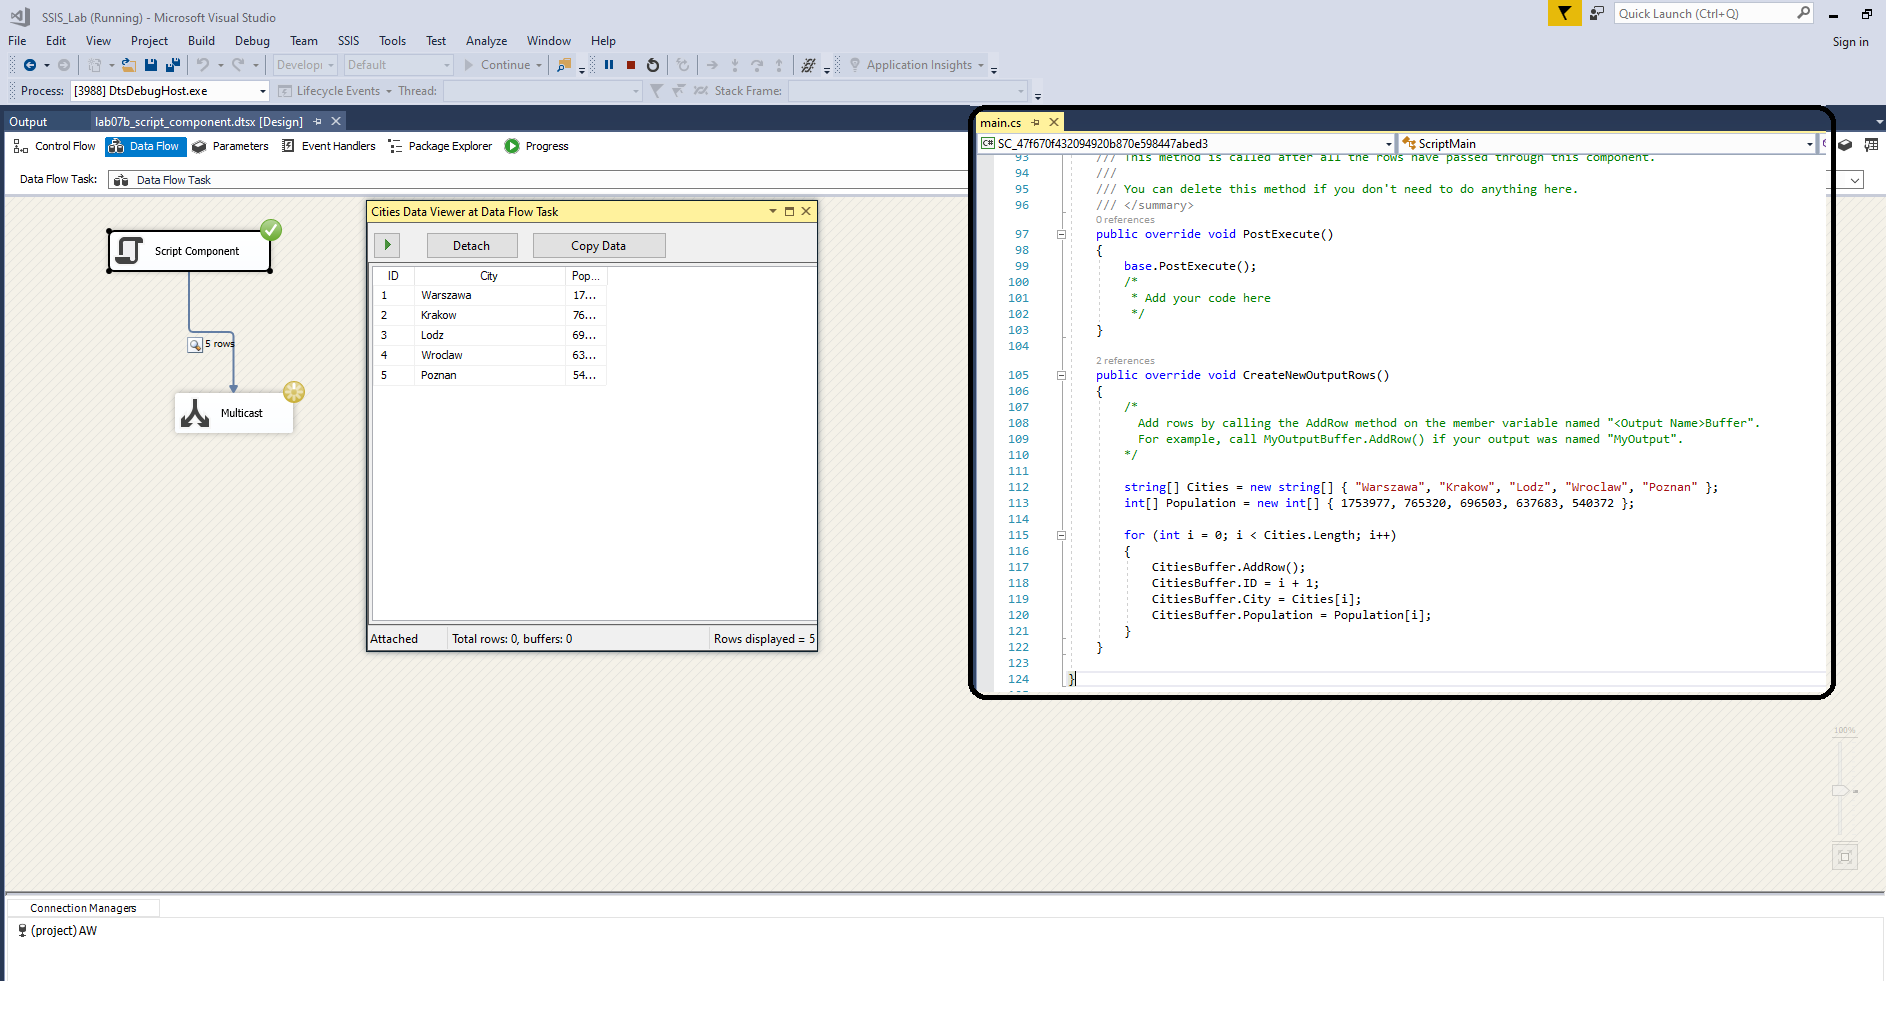 SSIS_Lab (Running) - Microsoft Visual Studio
Quick Launch (Ctrl+Q)
File Edit View Project Build Debug Team SSIS Tools Test Analyze Window Help
Sign in
Develop Default Continue Application Insights
Process: [3988] DtsDebugHost.exe Lifecycle Events Thread: Stack Frame:
Output lab07b_script_component.dtsx [Design]
Control Flow Data Flow Parameters Event Handlers Package Explorer Progress
Data Flow Task: Data Flow Task
Script Component
5 rows
Multicast
Cities Data Viewer at Data Flow Task
Detach Copy Data
ID City Pop...
1 Warszawa 17...
2 Krakow 76...
3 Lodz 69...
4 Wroclaw 63...
5 Poznan 54...
Attached Total rows: 0, buffers: 0 Rows displayed = 5
main.cs
C# SC_47f670f432094920b870e598447abed3 ScriptMain
93 /// This method is called after all the rows have passed through this component.
94 ///
95 /// You can delete this method if you don't need to do anything here.
96 /// </summary>
0 references
97 public override void PostExecute()
98 {
99 base.PostExecute();
100 /*
101 * Add your code here
102 */
103 }
104
2 references
105 public override void CreateNewOutputRows()
106 {
107 /*
108 Add rows by calling the AddRow method on the member variable named "<Output Name>Buffer".
109 For example, call MyOutputBuffer.AddRow() if your output was named "MyOutput".
110 */
111
112 string[] Cities = new string[] { "Warszawa", "Krakow", "Lodz", "Wroclaw", "Poznan" };
113 int[] Population = new int[] { 1753977, 765320, 696503, 637683, 540372 };
114
115 for (int i = 0; i < Cities.Length; i++)
116 {
117 CitiesBuffer.AddRow();
118 CitiesBuffer.ID = i + 1;
119 CitiesBuffer.City = Cities[i];
120 CitiesBuffer.Population = Population[i];
121 }
122 }
123
124 }
100%
Connection Managers
(project) AW